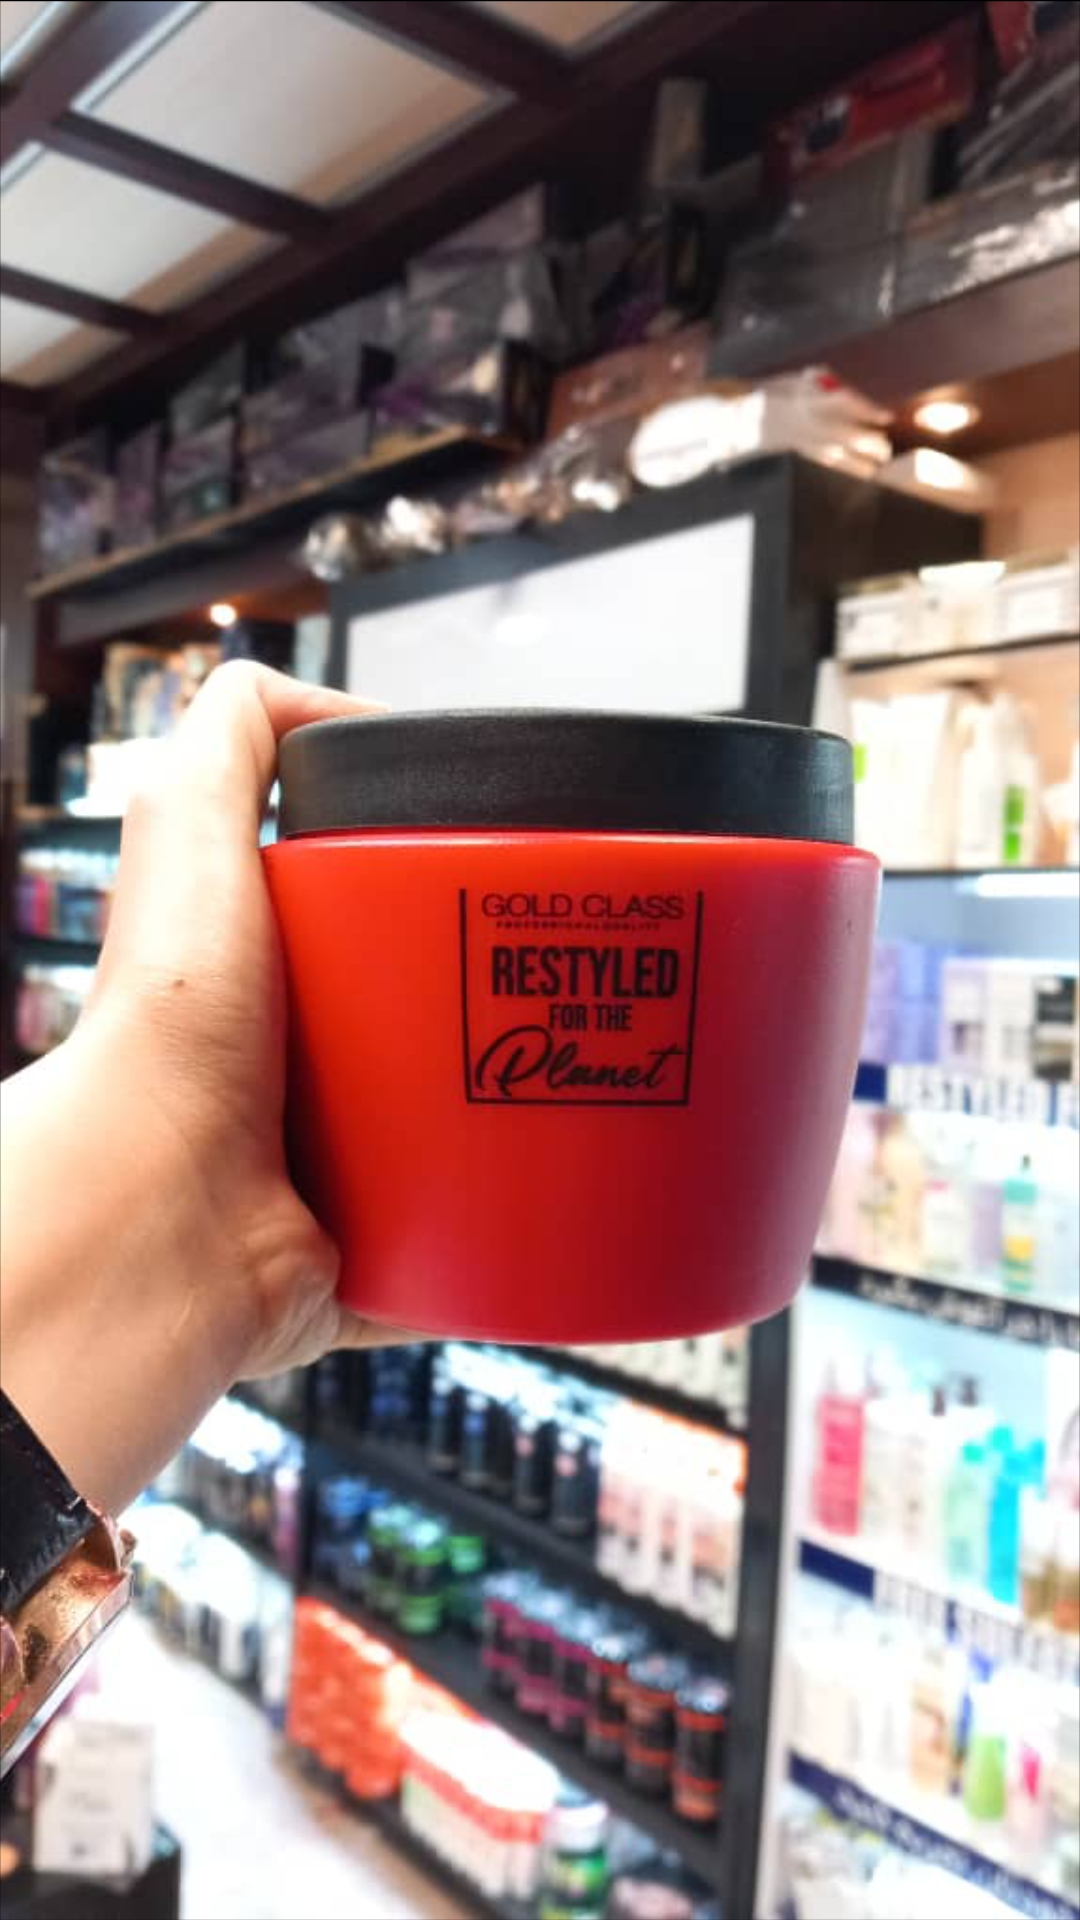 GOLD CLASS
PROFESSIONAL QUALITY
RESTYLED
FOR THE
Planet